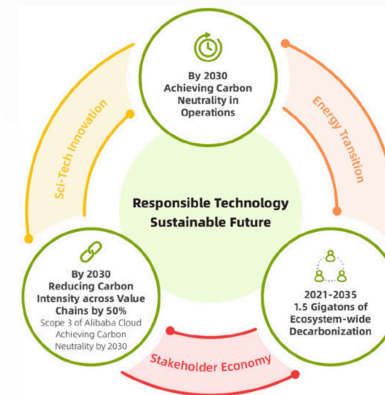 By 2030
Achieving Carbon
Neutrality in
Operations
Sci-Tech Innovation
Energy Transition
Responsible Technology
Sustainable Future
By 2030
Reducing Carbon
Intensity across Value
Chains by 50%
Scope 3 of Alibaba Cloud
Achieving Carbon
Neutrality by 2030
2021-2035
1.5 Gigatons of
Ecosystem-wide
Decarbonization
Stakeholder Economy